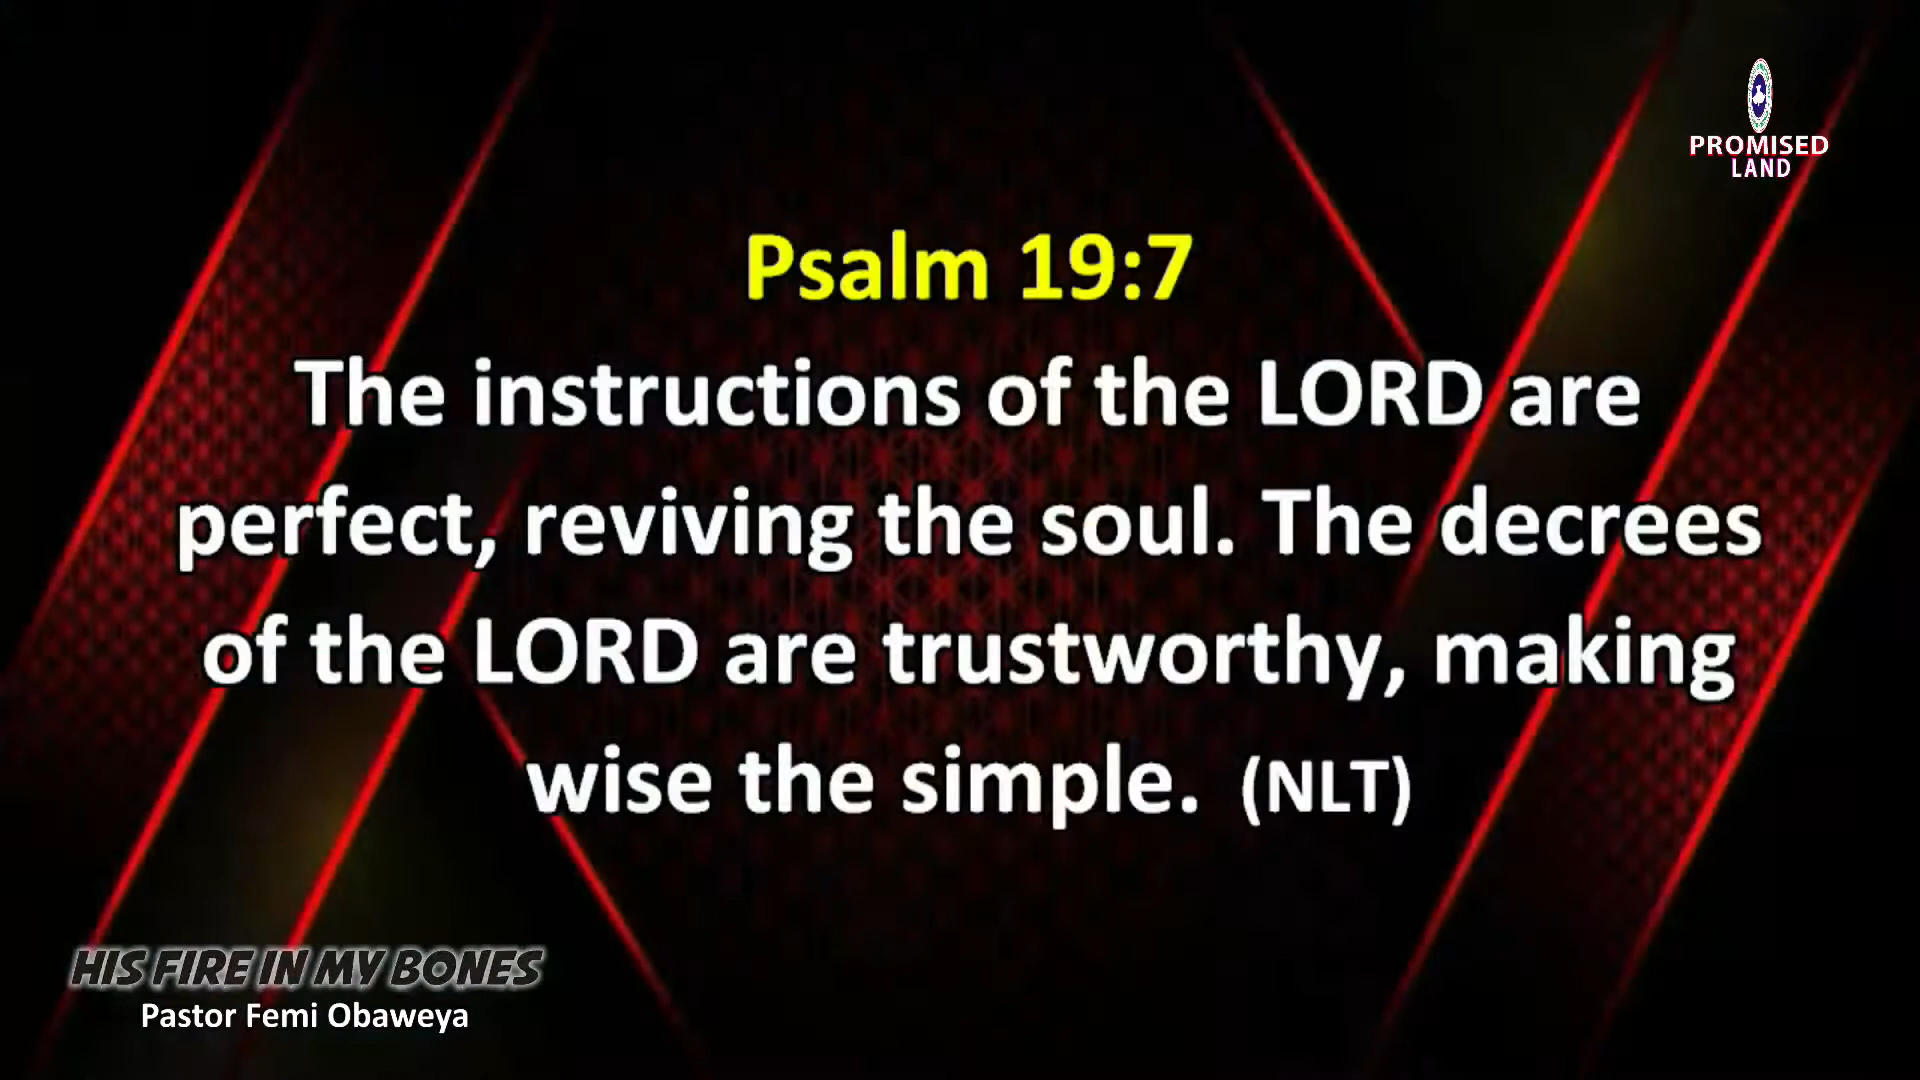 PROMISED
LAND
Psalm 19:7
The instructions of the LORD are
perfect, reviving the soul. The decrees
of the LORD are trustworthy, making
wise the simple. (NLT)
HIS FIRE IN MY BONES
Pastor Femi Obaweya